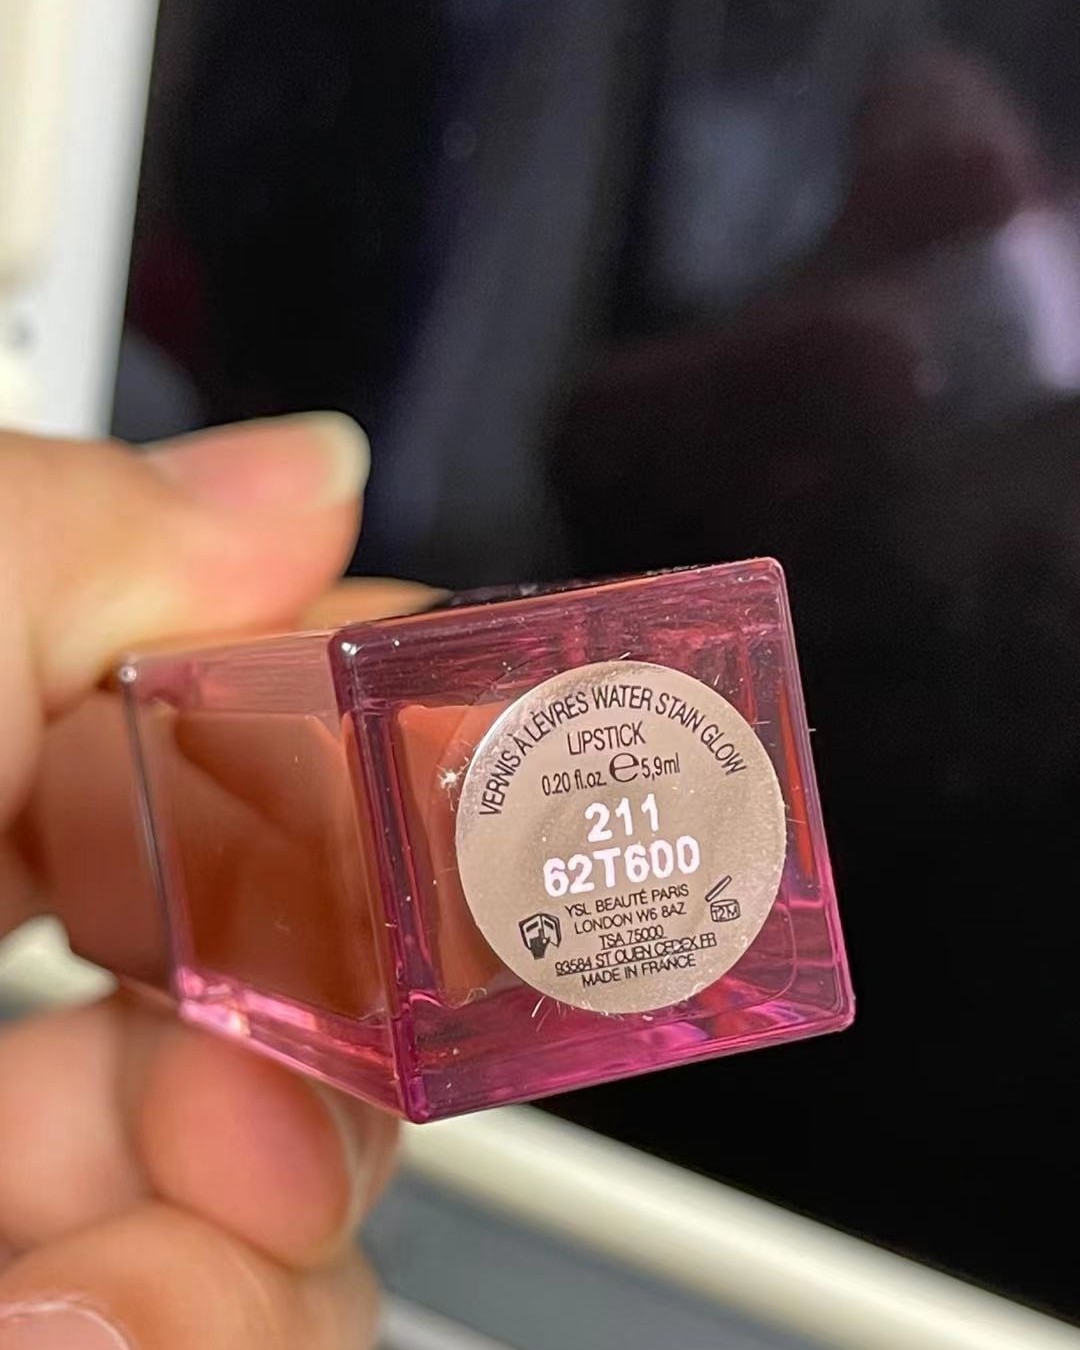 VERNIS À LÈVRES WATER STAIN GLOW
LIPSTICK
0.20 fl.oz. e 5,9ml
211
62T600
YSL BEAUTÉ PARIS
LONDON W6 8AZ
TSA 75000
93584 ST OUEN CEDEX FR
MADE IN FRANCE
12M